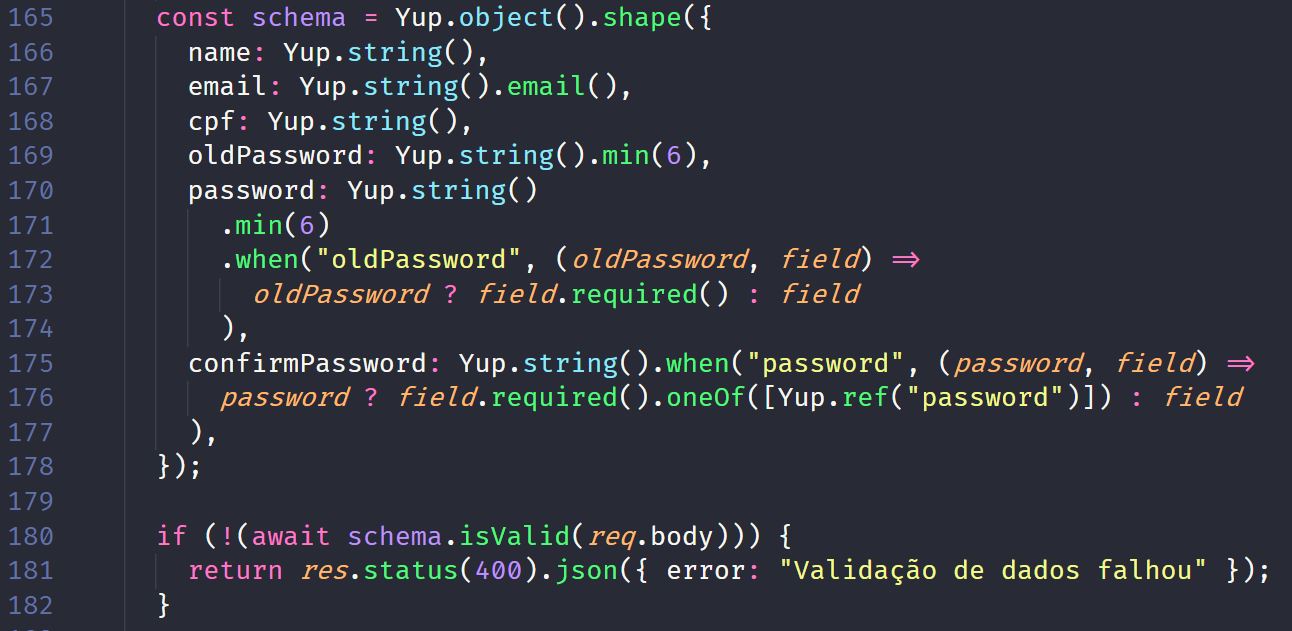 165 const schema = Yup.object().shape({
166 name: Yup.string(),
167 email: Yup.string().email(),
168 cpf: Yup.string(),
169 oldPassword: Yup.string().min(6),
170 password: Yup.string()
171 .min(6)
172 .when("oldPassword", (oldPassword, field) =>
173 oldPassword ? field.required() : field
174 ),
175 confirmPassword: Yup.string().when("password", (password, field) =>
176 password ? field.required().oneOf([Yup.ref("password")]) : field
177 ),
178 });
179
180 if (!(await schema.isValid(req.body))) {
181 return res.status(400).json({ error: "Validação de dados falhou" });
182 }